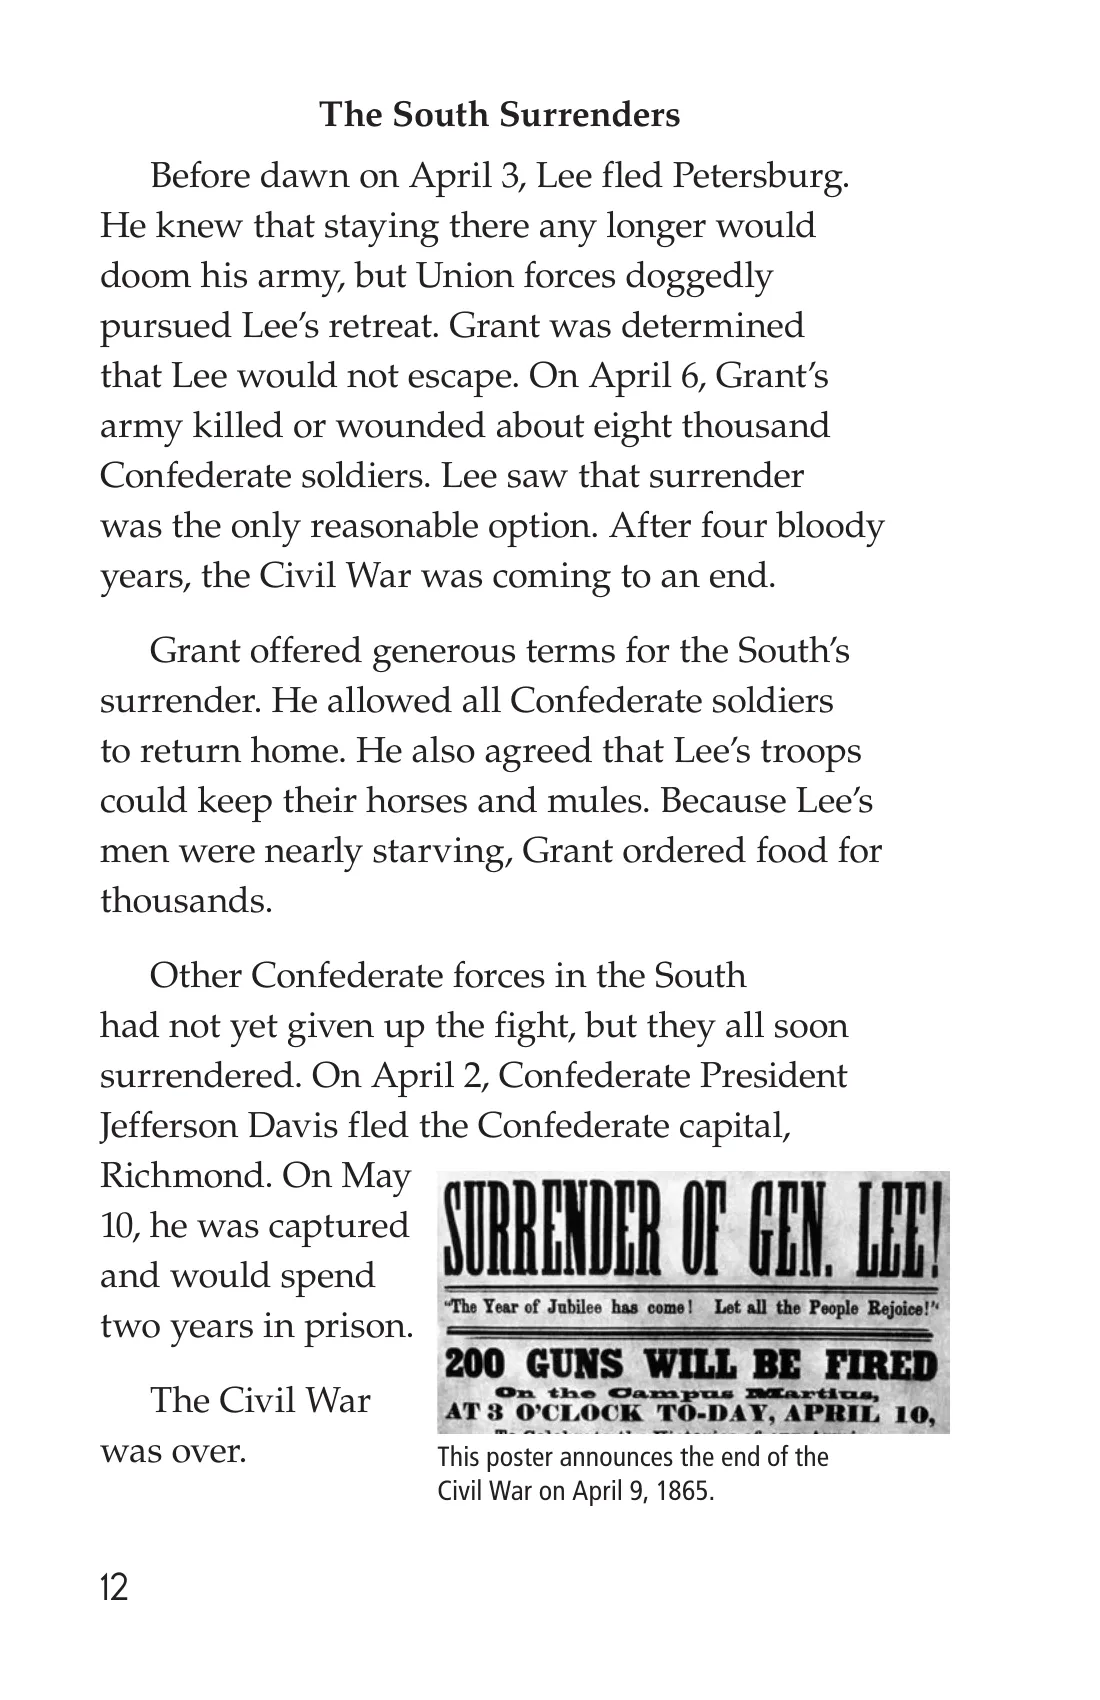 The South Surrenders
Before dawn on April 3, Lee fled Petersburg.
He knew that staying there any longer would
doom his army, but Union forces doggedly
pursued Lee’s retreat. Grant was determined
that Lee would not escape. On April 6, Grant’s
army killed or wounded about eight thousand
Confederate soldiers. Lee saw that surrender
was the only reasonable option. After four bloody
years, the Civil War was coming to an end.
Grant offered generous terms for the South’s
surrender. He allowed all Confederate soldiers
to return home. He also agreed that Lee’s troops
could keep their horses and mules. Because Lee’s
men were nearly starving, Grant ordered food for
thousands.
Other Confederate forces in the South
had not yet given up the fight, but they all soon
surrendered. On April 2, Confederate President
Jefferson Davis fled the Confederate capital,
Richmond. On May
10, he was captured
and would spend
two years in prison.
The Civil War
was over.
SURRENDER OF GEN. LEE!
"The Year of Jubilee has come! Let all the People Rejoice!"
200 GUNS WILL BE FIRED
On the Campus Martius,
AT 3 O'CLOCK TO-DAY, APRIL 10,
This poster announces the end of the
Civil War on April 9, 1865.
12